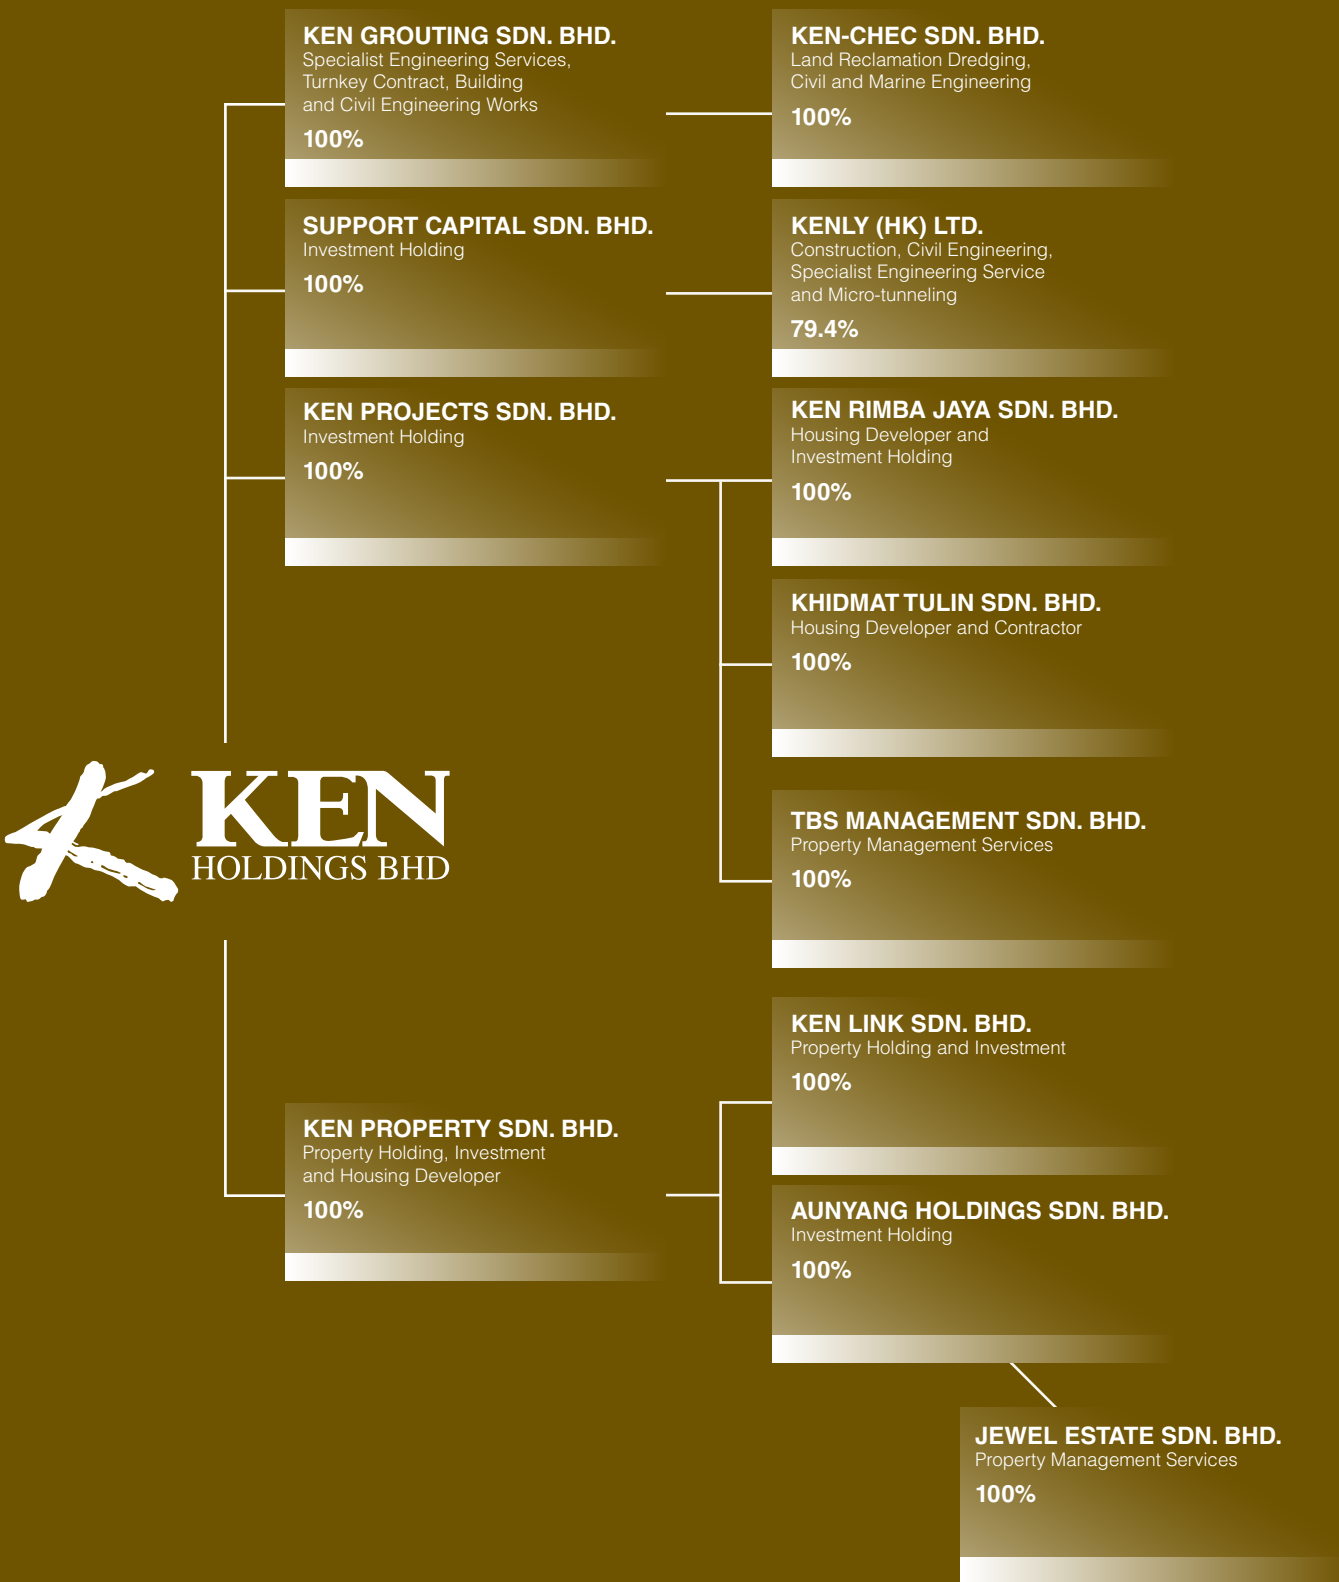 KEN GROUTING SDN. BHD.
Specialist Engineering Services,
Turnkey Contract, Building
and Civil Engineering Works
100%
KEN-CHEC SDN. BHD.
Land Reclamation Dredging,
Civil and Marine Engineering
100%
SUPPORT CAPITAL SDN. BHD.
Investment Holding
100%
KENLY (HK) LTD.
Construction, Civil Engineering,
Specialist Engineering Service
and Micro-tunneling
79.4%
KEN PROJECTS SDN. BHD.
Investment Holding
100%
KEN RIMBA JAYA SDN. BHD.
Housing Developer and
Investment Holding
100%
KHIDMAT TULIN SDN. BHD.
Housing Developer and Contractor
100%
KEN
HOLDINGS BHD
TBS MANAGEMENT SDN. BHD.
Property Management Services
100%
KEN LINK SDN. BHD.
Property Holding and Investment
100%
KEN PROPERTY SDN. BHD.
Property Holding, Investment
and Housing Developer
100%
AUNYANG HOLDINGS SDN. BHD.
Investment Holding
100%
JEWEL ESTATE SDN. BHD.
Property Management Services
100%